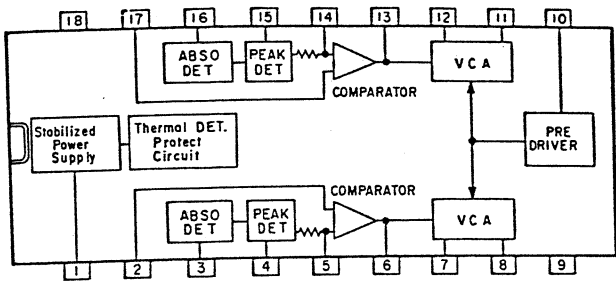 18 17 16 15 14 13 12 11 10
ABSO
DET
PEAK
DET
VCA
COMPARATOR
Stabilized
Power
Supply
Thermal DET.
Protect
Circuit
PRE
DRIVER
COMPARATOR
ABSO
DET
PEAK
DET
VCA
1 2 3 4 5 6 7 8 9